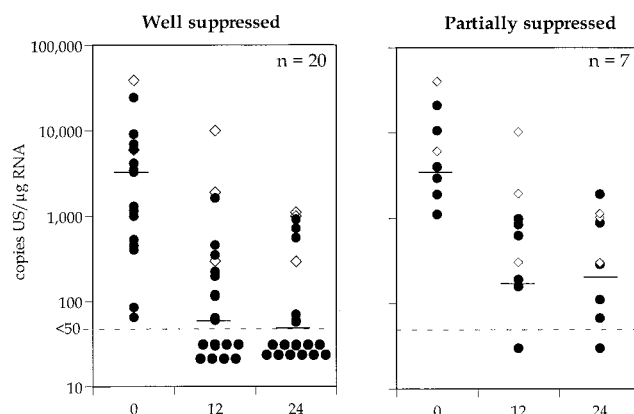 Well suppressed
Partially suppressed
n = 20
n = 7
copies US/µg RNA
100,000
10,000
1,000
100
<50
10
0 12 24
0 12 24